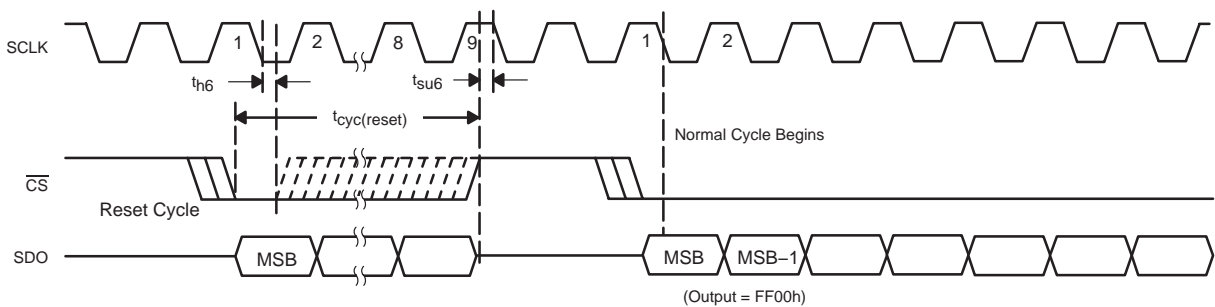 SCLK
1 2 8 9 1 2
th6
tsu6
tcyc(reset)
Normal Cycle Begins
CS
Reset Cycle
SDO
MSB
MSB
MSB–1
(Output = FF00h)